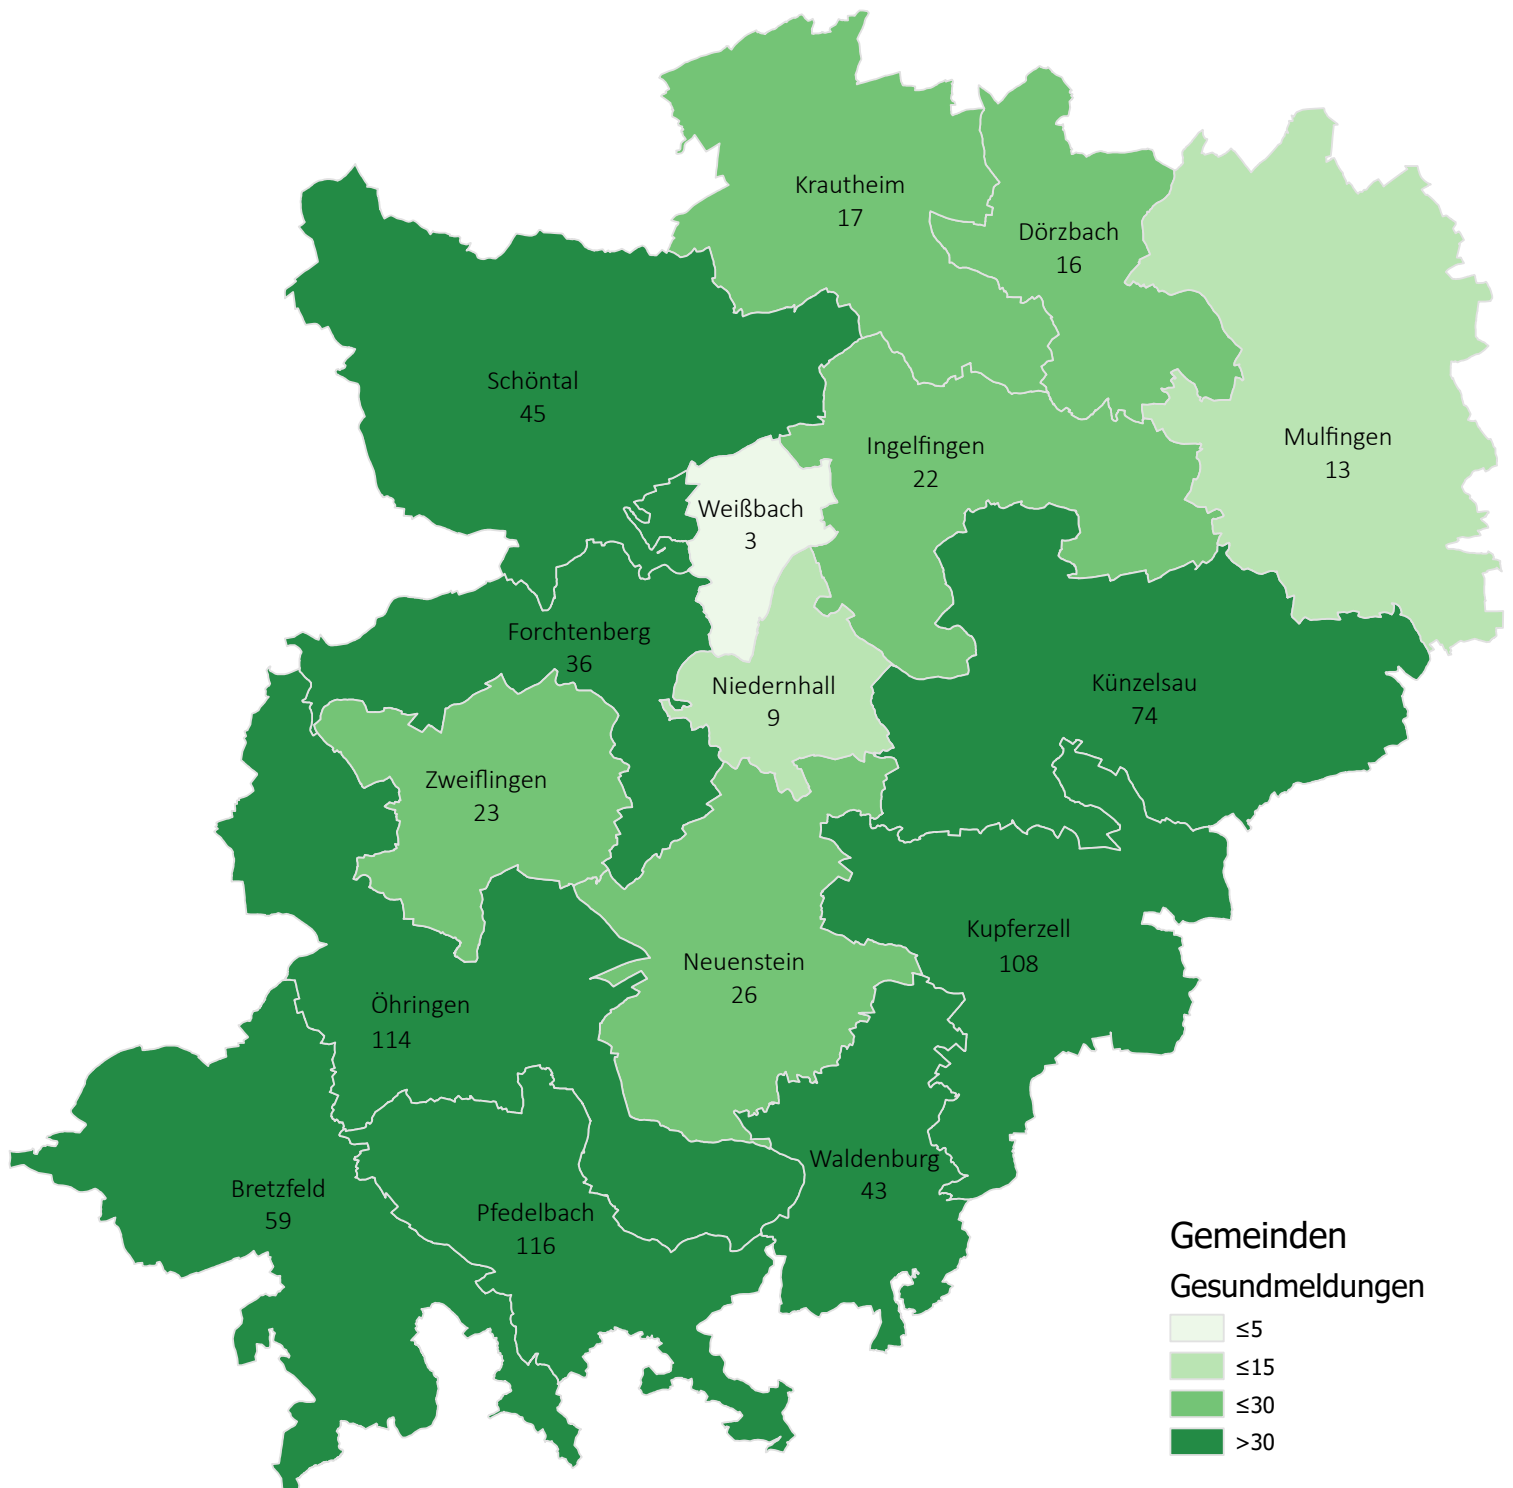 Krautheim
17
Dörzbach
16
Schöntal
45
Ingelfingen
22
Mulfingen
13
Weißbach
3
Forchtenberg
36
Niedernhall
9
Künzelsau
74
Zweiflingen
23
Kupferzell
108
Neuenstein
26
Öhringen
114
Waldenburg
43
Bretzfeld
59
Pfedelbach
116
Gemeinden
Gesundmeldungen
≤5
≤15
≤30
>30